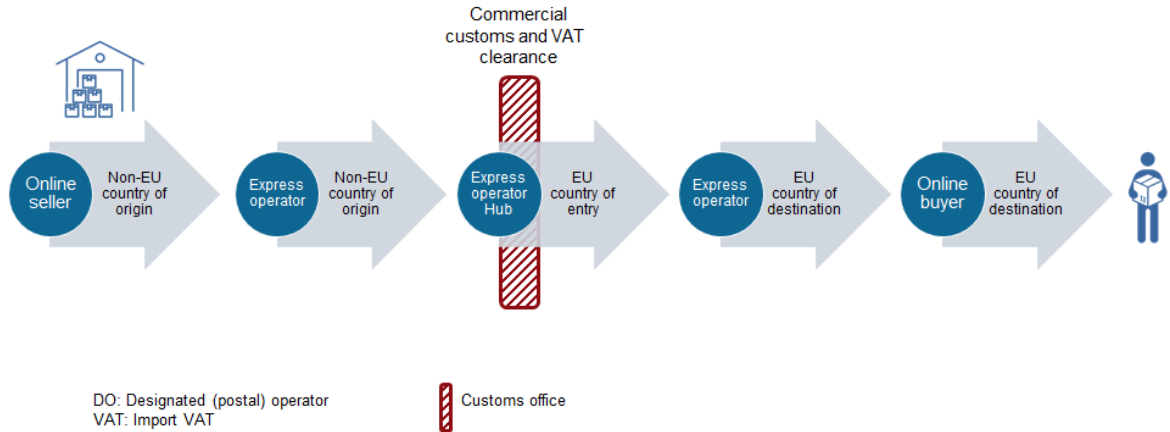 Commercial
customs and VAT
clearance
Online
seller
Non-EU
country of
origin
Express
operator
Non-EU
country of
origin
Express
operator
Hub
EU
country of
entry
Express
operator
EU
country of
destination
Online
buyer
EU
country of
destination
DO: Designated (postal) operator
VAT: Import VAT
Customs office